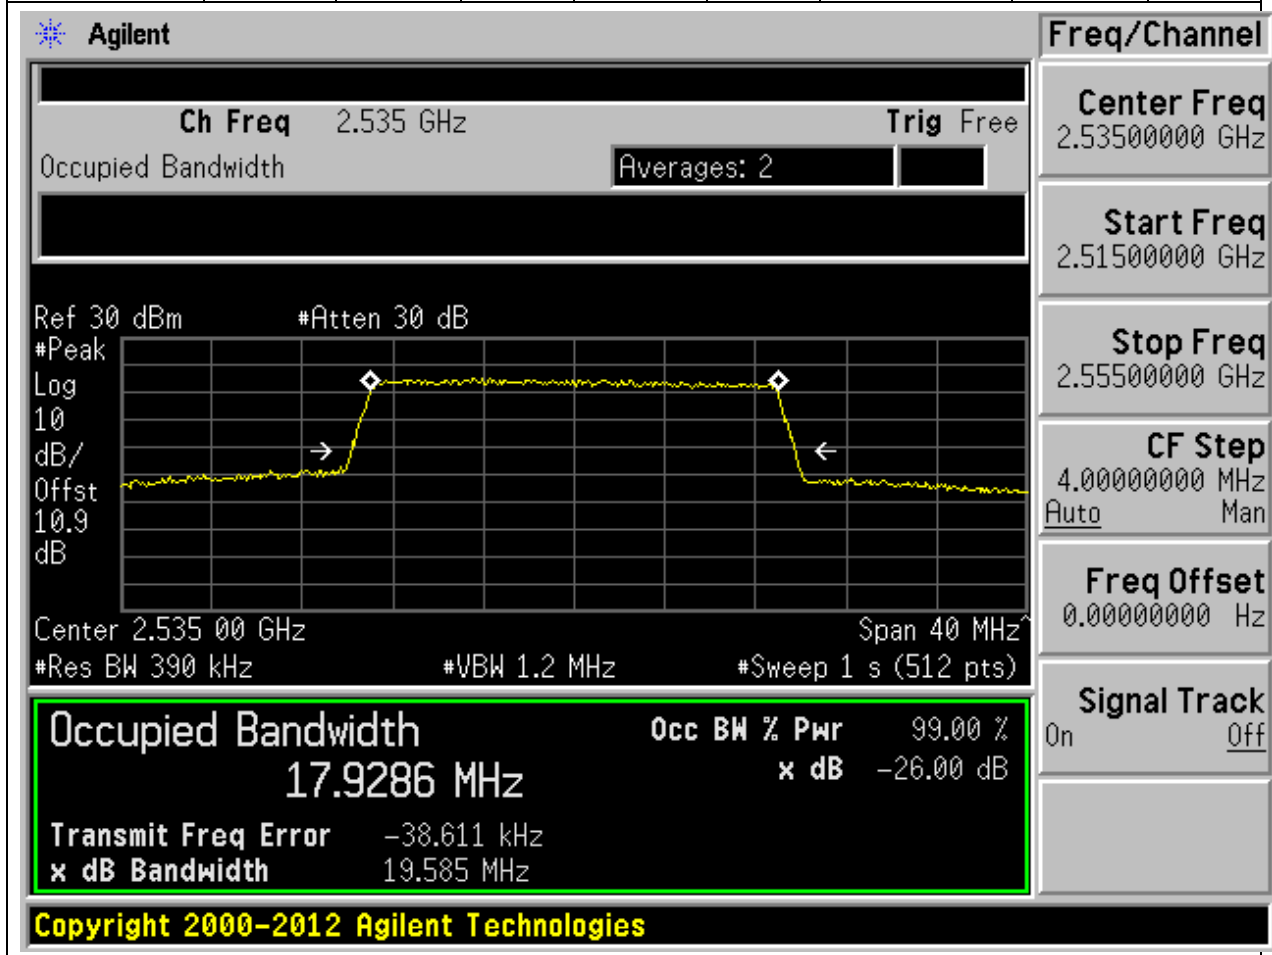 Agilent
Freq/Channel
Ch Freq 2.535 GHz Trig Free
Occupied Bandwidth Averages: 2
Center Freq
2.53500000 GHz
Start Freq
2.51500000 GHz
Stop Freq
2.55500000 GHz
CF Step
4.00000000 MHz
Auto Man
Freq Offset
0.00000000 Hz
Signal Track
On Off
Ref 30 dBm #Atten 30 dB
#Peak
Log
10
dB/
Offst
10.9
dB
Center 2.535 00 GHz Span 40 MHz^
#Res BW 390 kHz #VBW 1.2 MHz #Sweep 1 s (512 pts)
Occupied Bandwidth Occ BW % Pwr 99.00 %
17.9286 MHz x dB -26.00 dB
Transmit Freq Error -38.611 kHz
x dB Bandwidth 19.585 MHz
Copyright 2000-2012 Agilent Technologies